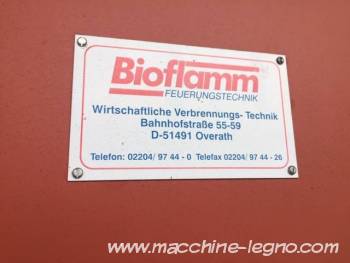 Bioflamm
FEUERUNGSTECHNIK
Wirtschaftliche Verbrennungs- Technik
Bahnhofstraße 55-59
D-51491 Overath
Telefon: 02204/ 97 44 - 0 Telefax 02204/ 97 44 - 26
www.macchine-legno.com